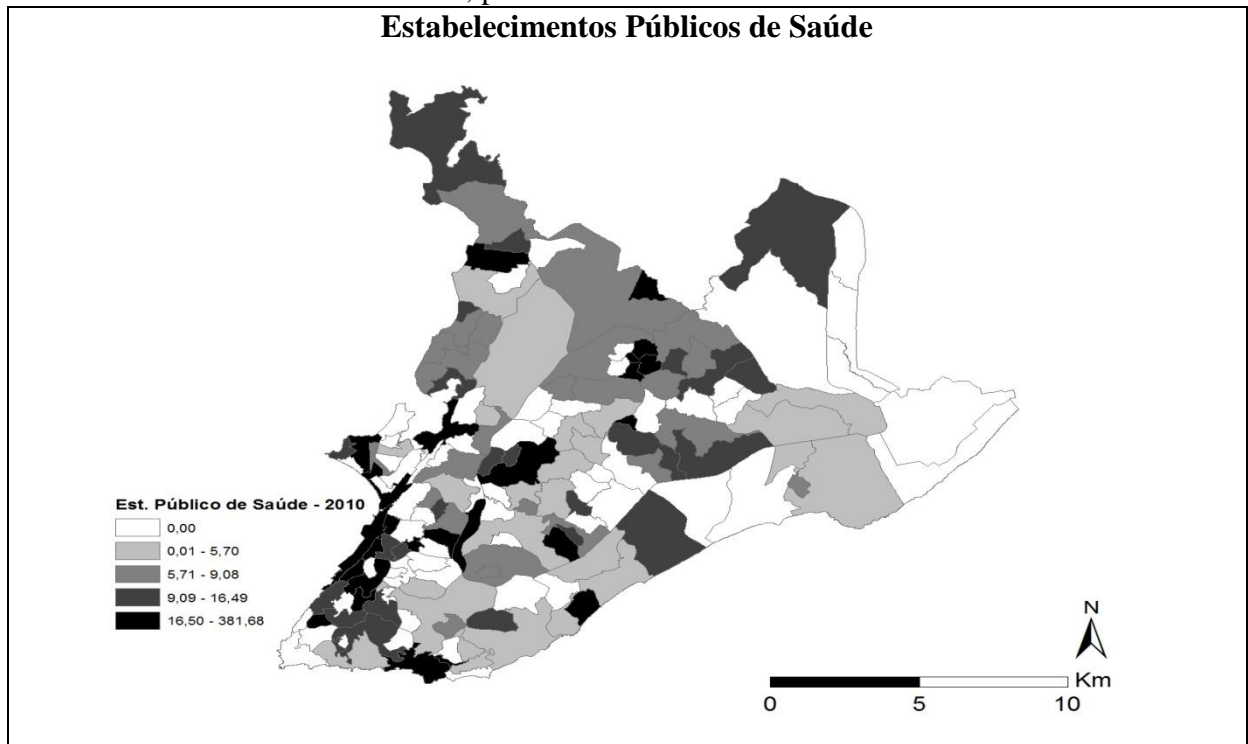 Estabelecimentos Públicos de Saúde
Est. Público de Saúde - 2010
0,00
0,01 - 5,70
5,71 - 9,08
9,09 - 16,49
16,50 - 381,68
N
Km
0 5 10